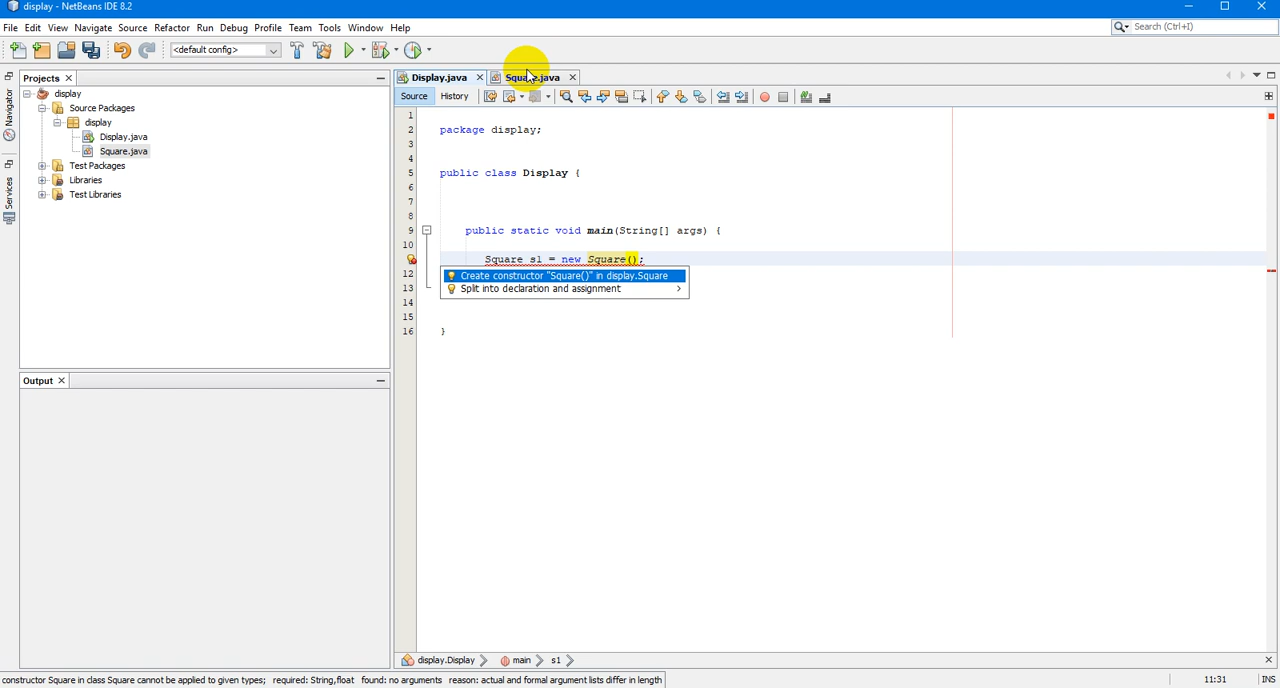 display - NetBeans IDE 8.2
File Edit View Navigate Source Refactor Run Debug Profile Team Tools Window Help
Search (Ctrl+I)
<default config>
Projects
Display.java
Square.java
Source
History
Navigator
Services
display
Source Packages
display
Display.java
Square.java
Test Packages
Libraries
Test Libraries
Output
1
2 package display;
3
4
5 public class Display {
6
7
8
9 public static void main(String[] args) {
10
Square s1 = new Square();
Create constructor "Square()" in display.Square
12
Split into declaration and assignment
13
14
15
16 }
display.Display
main
s1
constructor Square in class Square cannot be applied to given types; required: String,float found: no arguments reason: actual and formal argument lists differ in length
11:31
INS